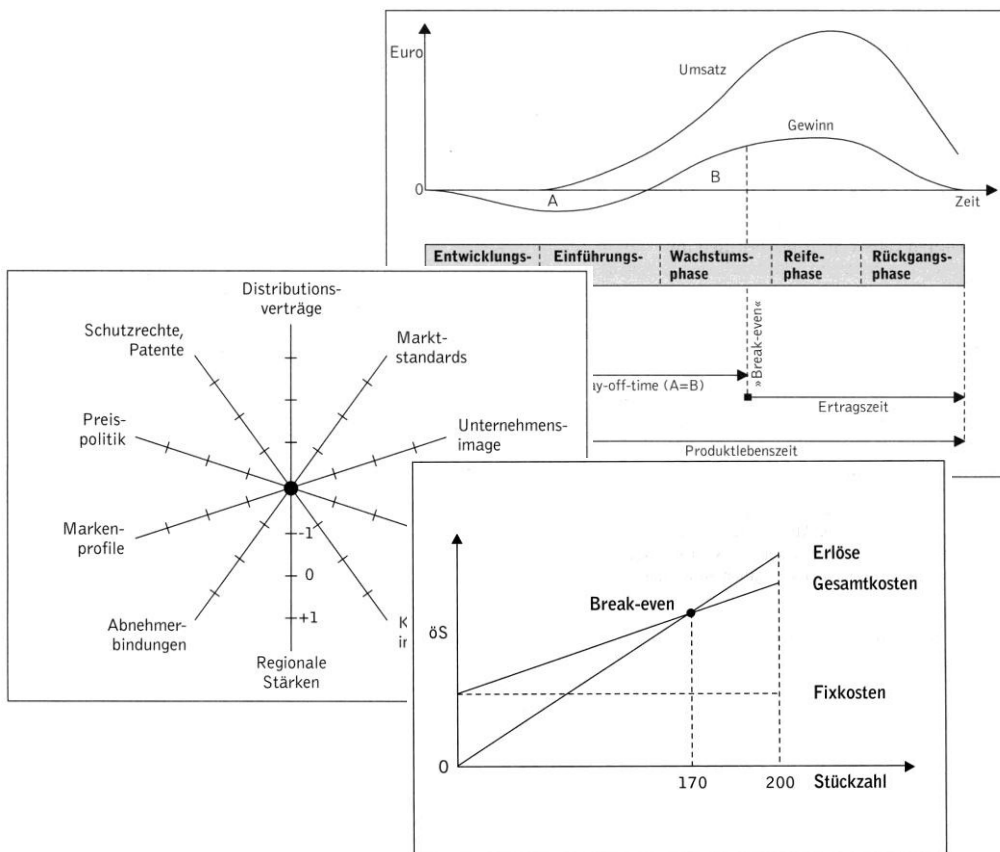 Euro
Umsatz
Gewinn
B
0
A
Zeit
Entwicklungs-
Einführungs-
Wachstums-
phase
Reife-
phase
Rückgangs-
phase
»Break-even«
ay-off-time (A=B)
Ertragszeit
Produktlebenszeit
Distributions-
verträge
Schutzrechte,
Patente
Markt-
standards
Preis-
politik
Unternehmens-
image
Marken-
profile
-1
0
+1
Abnehmer-
bindungen
K
in
Regionale
Stärken
Erlöse
Gesamtkosten
Break-even
öS
Fixkosten
0
170
200
Stückzahl